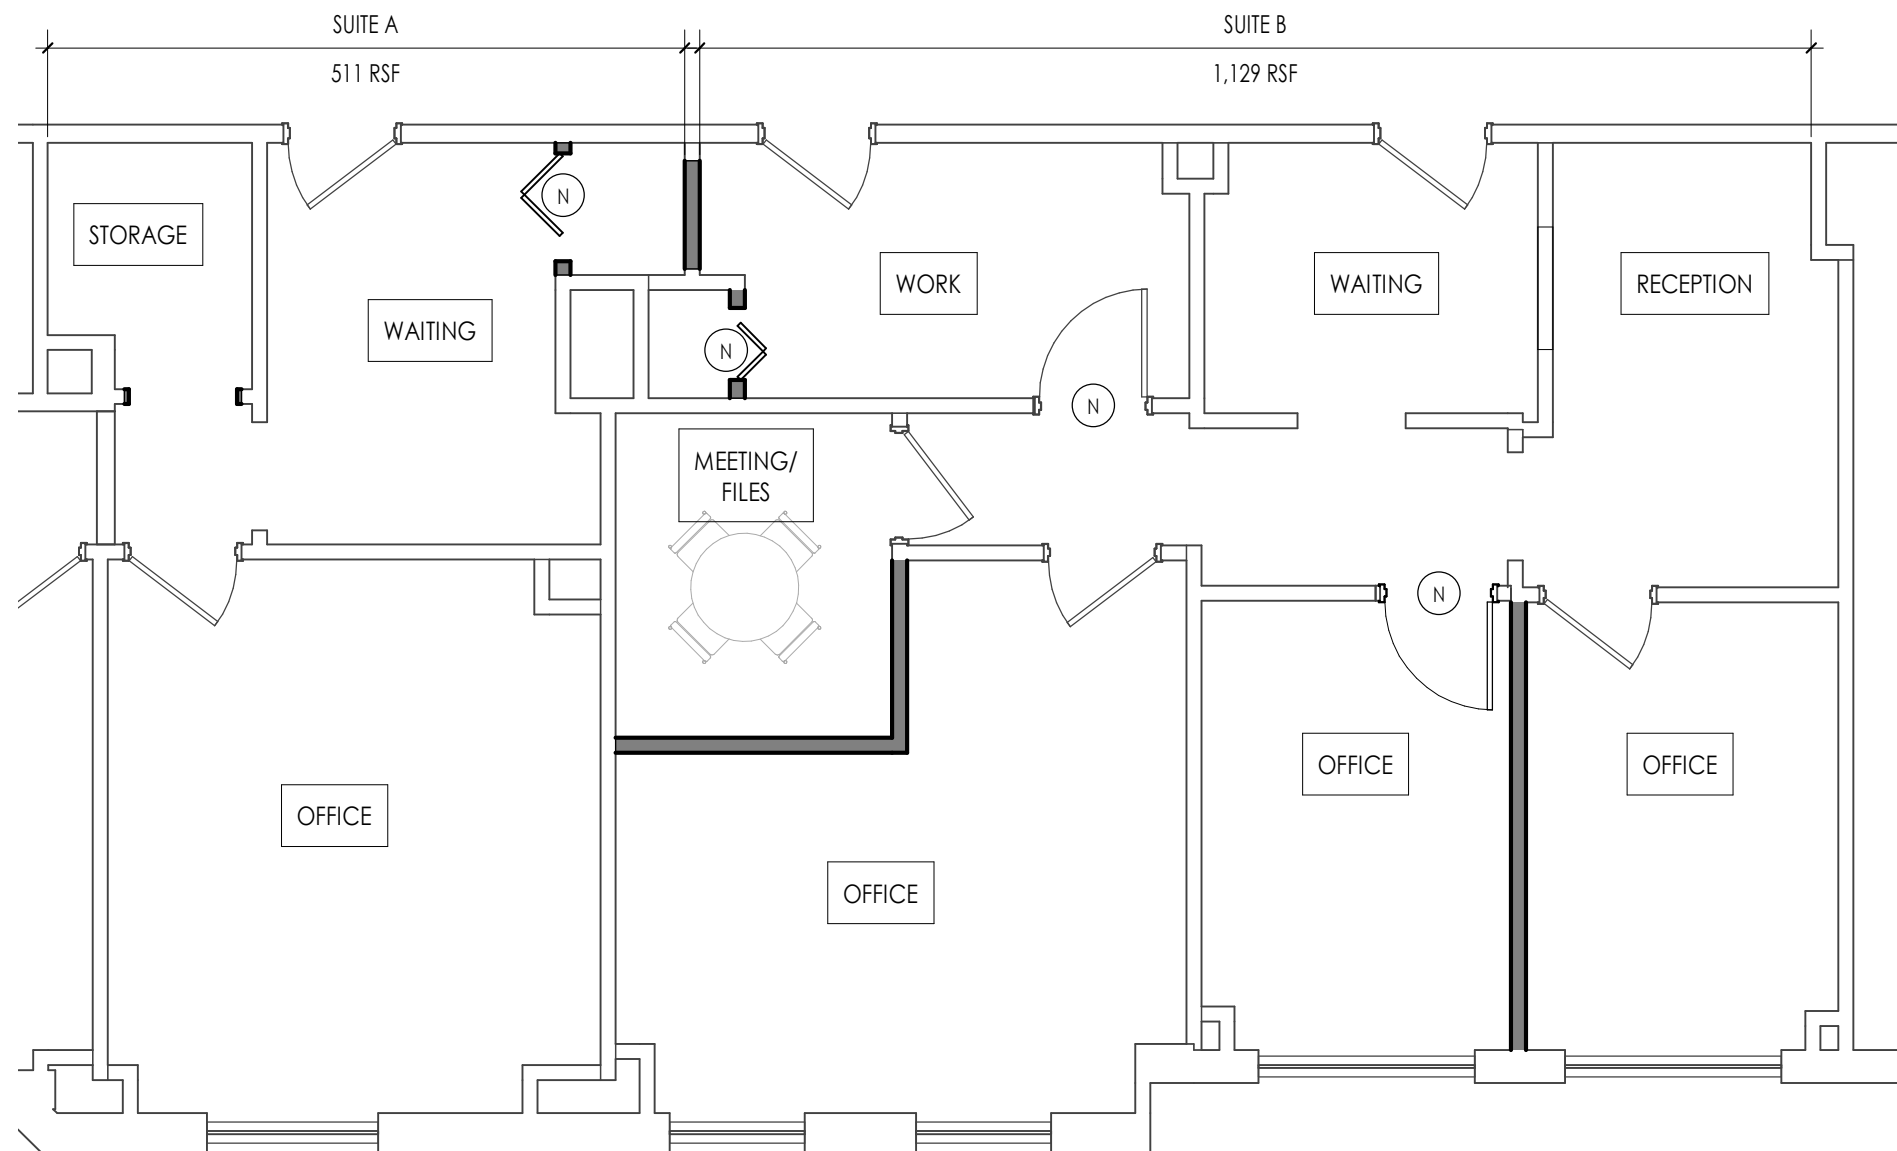 SUITE A
SUITE B
511 RSF
1,129 RSF
N
STORAGE
WORK
WAITING
RECEPTION
WAITING
N
N
MEETING/
FILES
N
OFFICE
OFFICE
OFFICE
OFFICE